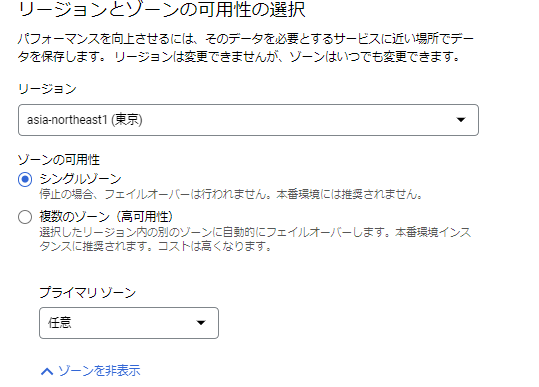 リージョンとゾーンの可用性の選択
パフォーマンスを向上させるには、そのデータを必要とするサービスに近い場所でデー
タを保存します。 リージョンは変更できませんが、ゾーンはいつでも変更できます。
リージョン
asia-northeast1 (東京)
ゾーンの可用性
シングルゾーン
停止の場合、フェイルオーバーは行われません。本番環境には推奨されません。
複数のゾーン（高可用性）
選択したリージョン内の別のゾーンに自動的にフェイルオーバーします。本番環境インス
タンスに推奨されます。コストは高くなります。
プライマリ ゾーン
任意
ゾーンを非表示